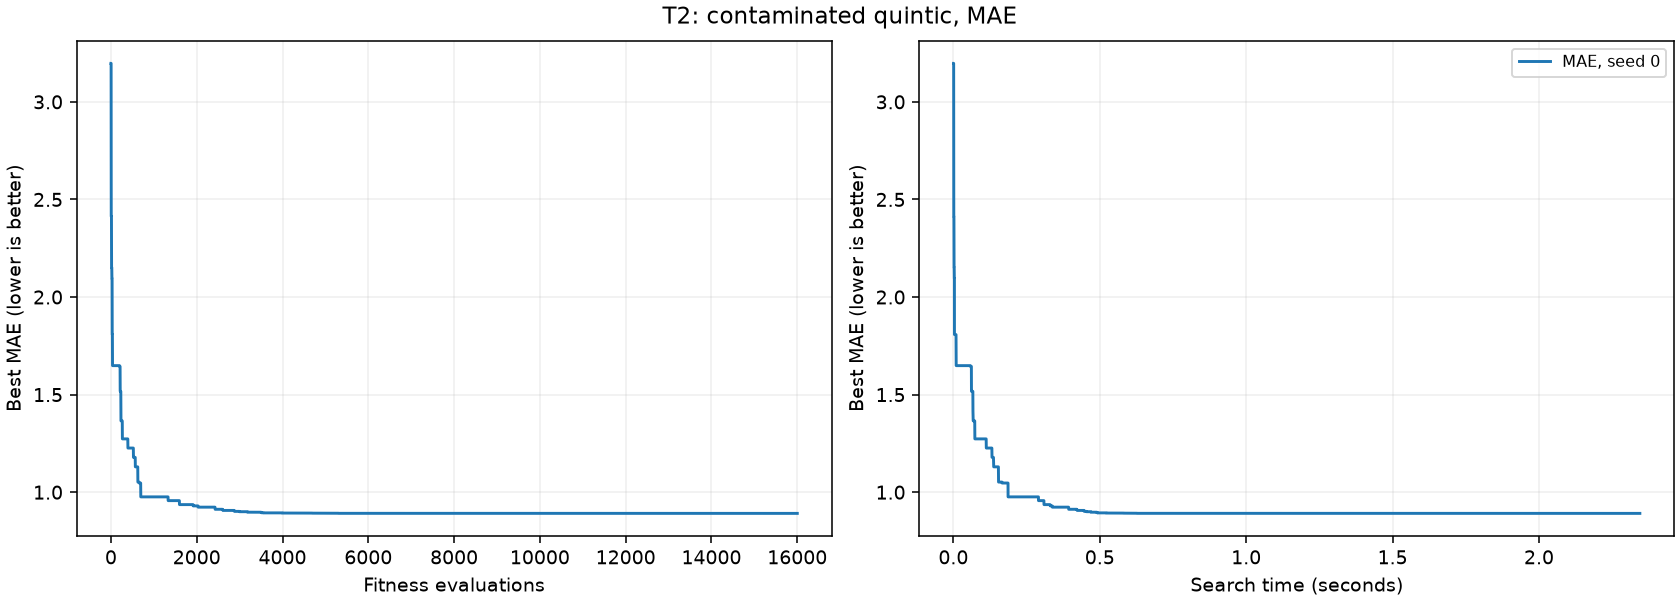 T2: contaminated quintic, MAE
Best MAE (lower is better)
3.0
2.5
2.0
1.5
1.0
0 2000 4000 6000 8000 10000 12000 14000 16000
Fitness evaluations
Best MAE (lower is better)
3.0
2.5
2.0
1.5
1.0
0.0 0.5 1.0 1.5 2.0
Search time (seconds)
MAE, seed 0